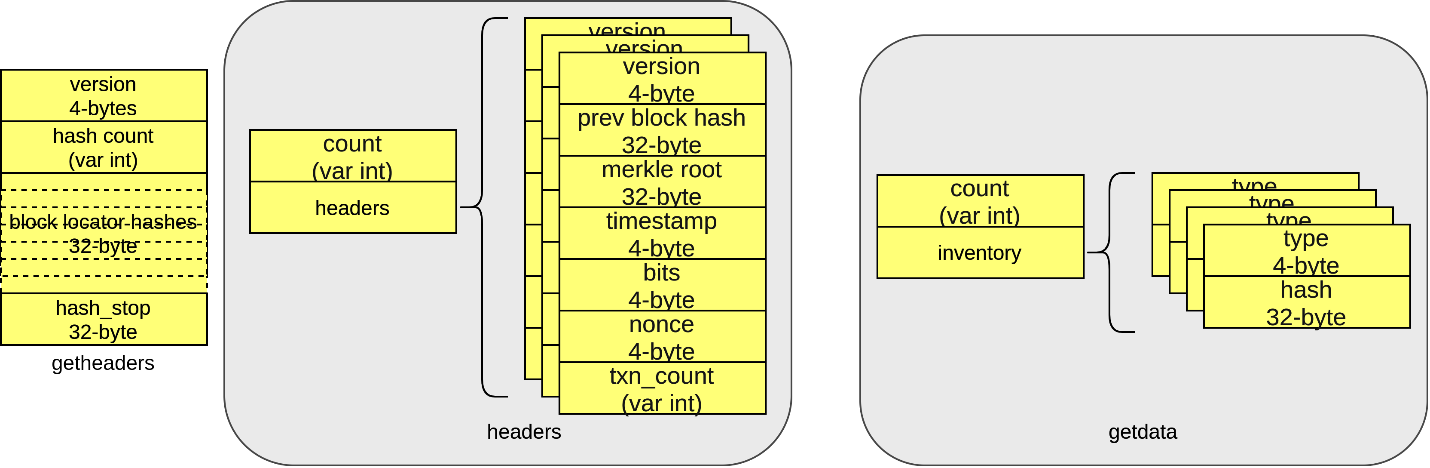 version
4-bytes
hash count
(var int)
block locator hashes
32-byte
hash_stop
32-byte
getheaders
count
(var int)
headers
version
version
version
4-byte
prev block hash
32-byte
merkle root
32-byte
timestamp
4-byte
bits
4-byte
nonce
4-byte
txn_count
(var int)
headers
count
(var int)
inventory
type
type
type
type
4-byte
hash
32-byte
getdata